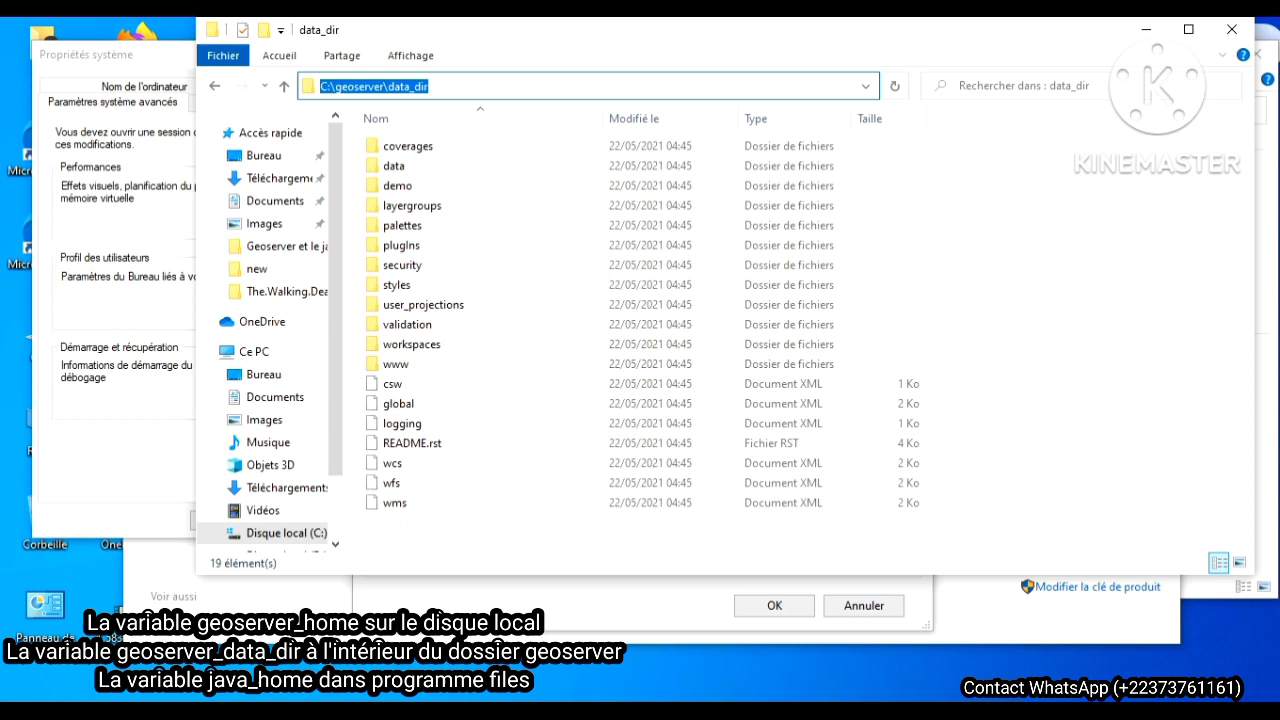 data_dir
Propriétés système
Fichier
Accueil
Partage
Affichage
Nom de l'ordinateur
Paramètres système avancés
C:\geoserver\data_dir
Rechercher dans : data_dir
KINEMASTER
Vous devez ouvrir une session
ces modifications.
Performances
Effets visuels, planification du
mémoire virtuelle
Profil des utilisateurs
Paramètres du Bureau liés à
Démarrage et récupération
Informations de démarrage du
débogage
Accès rapide
Bureau
Documents
Images
Geoserver et le
new
OneDrive
Ce PC
Bureau
Documents
Images
Musique
Objets 3D
Téléchargements
Vidéos
Disque local (C:)
Nom Modifié le Type Taille
coverages 22/05/2021 04:45 Dossier de fichiers
data 22/05/2021 04:45 Dossier de fichiers
demo 22/05/2021 04:45 Dossier de fichiers
layergroups 22/05/2021 04:45 Dossier de fichiers
palettes 22/05/2021 04:45 Dossier de fichiers
plugIns 22/05/2021 04:45 Dossier de fichiers
security 22/05/2021 04:45 Dossier de fichiers
styles 22/05/2021 04:45 Dossier de fichiers
user_projections 22/05/2021 04:45 Dossier de fichiers
validation 22/05/2021 04:45 Dossier de fichiers
workspaces 22/05/2021 04:45 Dossier de fichiers
www 22/05/2021 04:45 Dossier de fichiers
csw 22/05/2021 04:45 Document XML 1 Ko
global 22/05/2021 04:45 Document XML 2 Ko
logging 22/05/2021 04:45 Document XML 1 Ko
README.rst 22/05/2021 04:45 Fichier RST 4 Ko
wcs 22/05/2021 04:45 Document XML 2 Ko
wfs 22/05/2021 04:45 Document XML 2 Ko
wms 22/05/2021 04:45 Document XML 2 Ko
19 élément(s)
Corbeille
Voir aussi
OK
Annuler
Modifier la clé de produit
La variable geoserver_home sur le disque local
La variable geoserver_data_dir à l'intérieur du dossier geoserver
La variable java_home dans programme files
Contact WhatsApp (+22373761161)